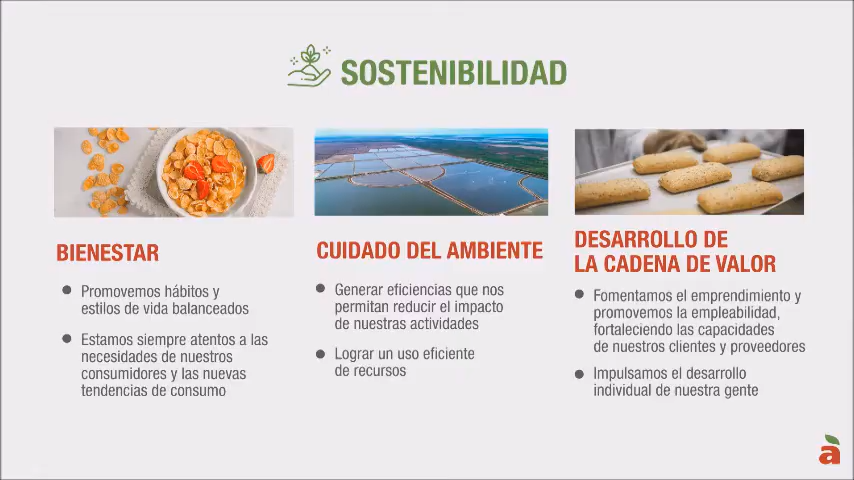 SOSTENIBILIDAD
BIENESTAR
Promovemos hábitos y
estilos de vida balanceados
Estamos siempre atentos a las
necesidades de nuestros
consumidores y las nuevas
tendencias de consumo
CUIDADO DEL AMBIENTE
Generar eficiencias que nos
permitan reducir el impacto
de nuestras actividades
Lograr un uso eficiente
de recursos
DESARROLLO DE
LA CADENA DE VALOR
Fomentamos el emprendimiento y
promovemos la empleabilidad,
fortaleciendo las capacidades
de nuestros clientes y proveedores
Impulsamos el desarrollo
individual de nuestra gente
a